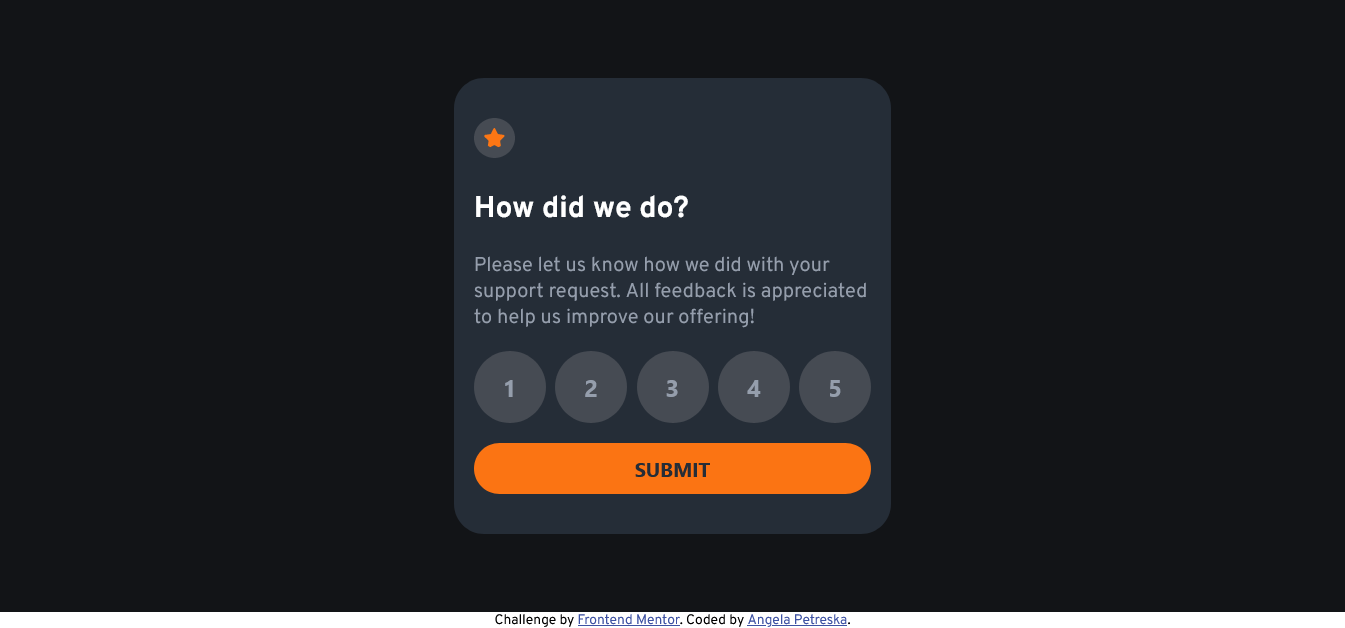 How did we do?
Please let us know how we did with your
support request. All feedback is appreciated
to help us improve our offering!
1 2 3 4 5
SUBMIT
Challenge by Frontend Mentor. Coded by Angela Petreska.